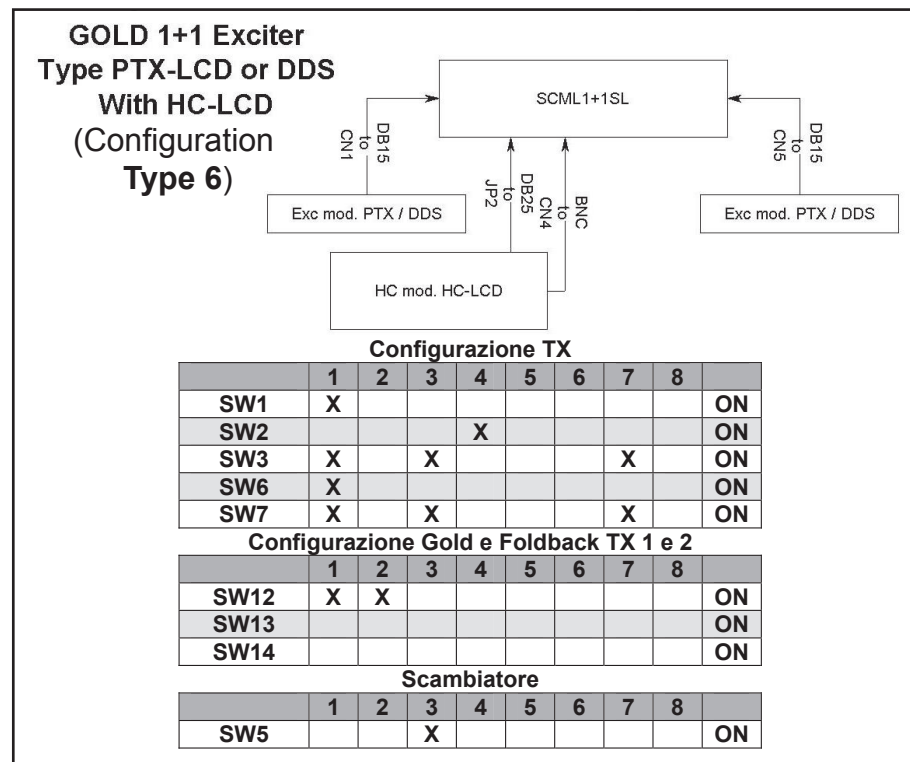 GOLD 1+1 Exciter
Type PTX-LCD or DDS
With HC-LCD
(Configuration
Type 6)
SCML1+1SL
DB15
to
CN1
DB15
to
CN5
Exc mod. PTX / DDS
DB25
to
JP2
BNC
to
CN4
Exc mod. PTX / DDS
HC mod. HC-LCD
Configurazione TX
1 2 3 4 5 6 7 8
SW1 X ON
SW2 X ON
SW3 X X X ON
SW6 X ON
SW7 X X X ON
Configurazione Gold e Foldback TX 1 e 2
1 2 3 4 5 6 7 8
SW12 X X ON
SW13 ON
SW14 ON
Scambiatore
1 2 3 4 5 6 7 8
SW5 X ON